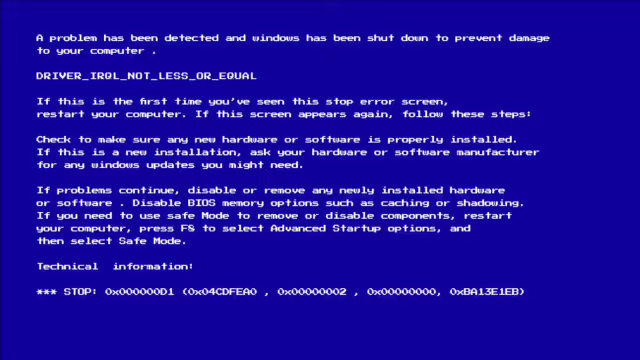 A problem has been detected and windows has been shut down to prevent damage
to your computer .
DRIVER_IRQL_NOT_LESS_OR_EQUAL
If this is the first time you've seen this stop error screen,
restart your computer. If this screen appears again, follow these steps:
Check to make sure any new hardware or software is properly installed.
If this is a new installation, ask your hardware or software manufacturer
for any windows updates you might need.
If problems continue, disable or remove any newly installed hardware
or software . Disable BIOS memory options such as caching or shadowing.
If you need to use safe Mode to remove or disable components, restart
your computer, press F8 to select Advanced Startup options, and
then select Safe Mode.
Technical information:
*** STOP: 0x000000D1 (0x04CDFEA0 , 0x00000002 , 0x00000000, 0xBA13E1EB)